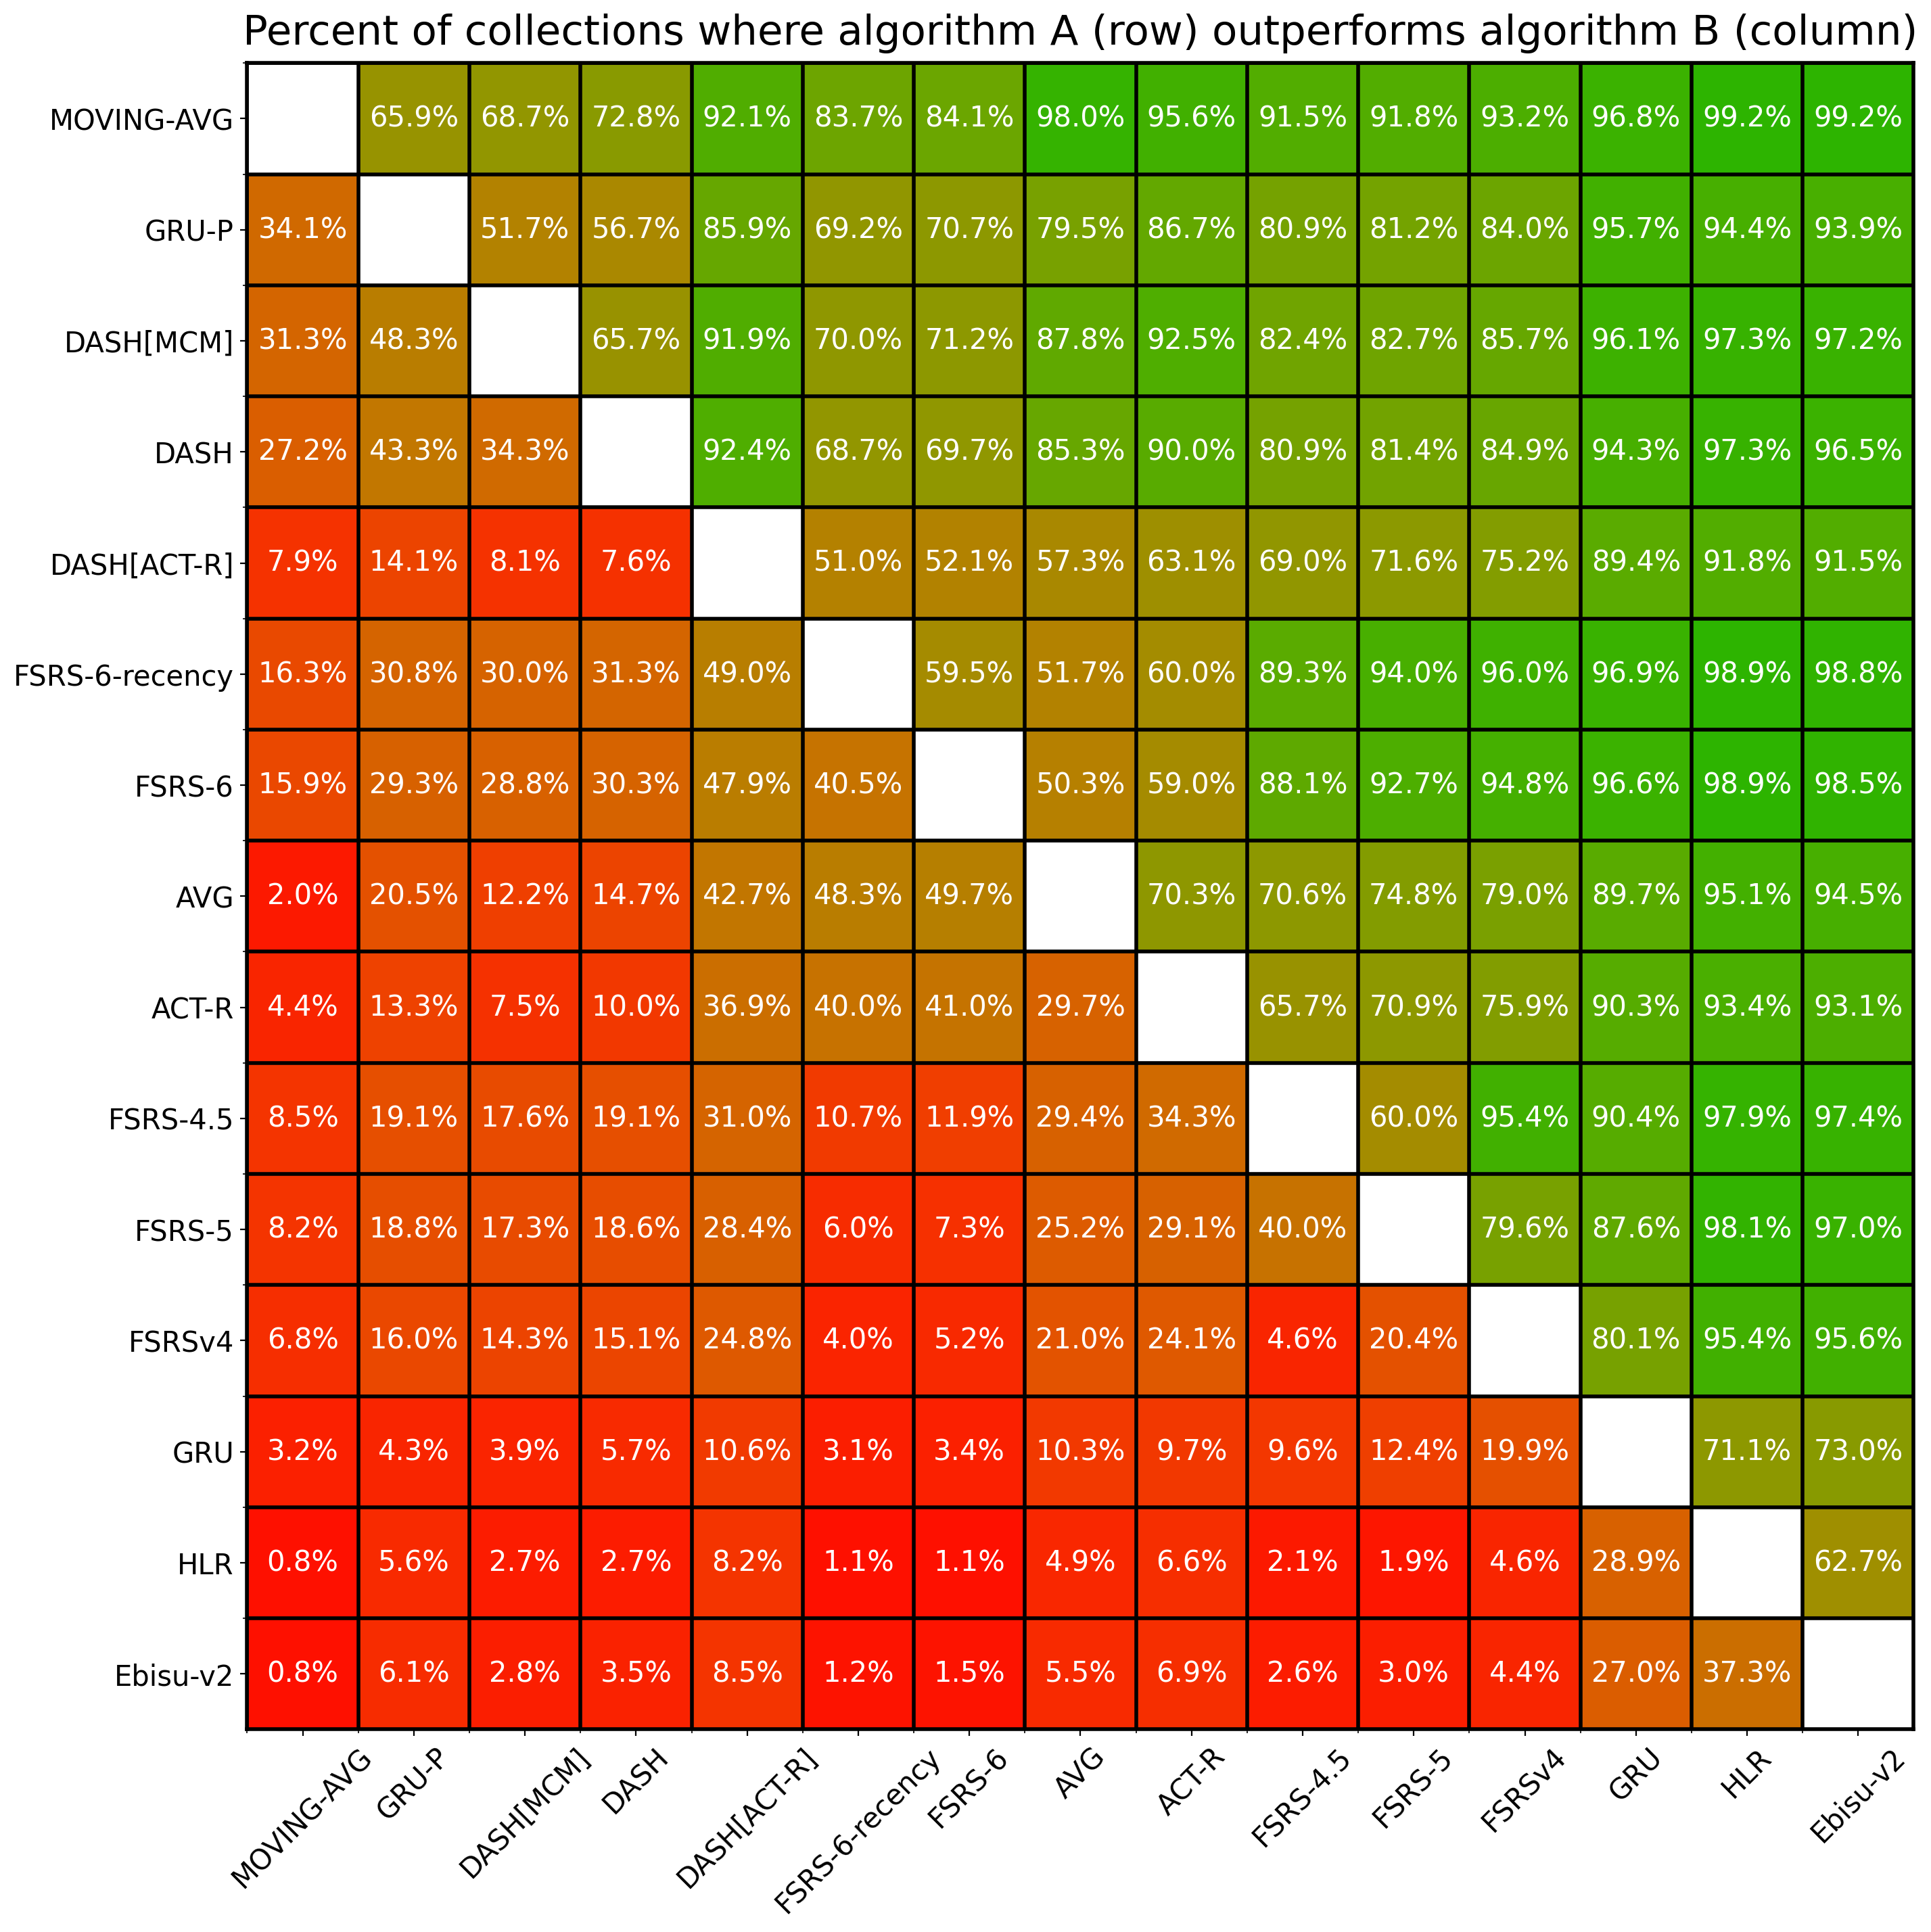 Percent of collections where algorithm A (row) outperforms algorithm B (column)
MOVING-AVG 65.9% 68.7% 72.8% 92.1% 83.7% 84.1% 98.0% 95.6% 91.5% 91.8% 93.2% 96.8% 99.2% 99.2%
GRU-P 34.1% 51.7% 56.7% 85.9% 69.2% 70.7% 79.5% 86.7% 80.9% 81.2% 84.0% 95.7% 94.4% 93.9%
DASH[MCM] 31.3% 48.3% 65.7% 91.9% 70.0% 71.2% 87.8% 92.5% 82.4% 82.7% 85.7% 96.1% 97.3% 97.2%
DASH 27.2% 43.3% 34.3% 92.4% 68.7% 69.7% 85.3% 90.0% 80.9% 81.4% 84.9% 94.3% 97.3% 96.5%
DASH[ACT-R] 7.9% 14.1% 8.1% 7.6% 51.0% 52.1% 57.3% 63.1% 69.0% 71.6% 75.2% 89.4% 91.8% 91.5%
FSRS-6-recency 16.3% 30.8% 30.0% 31.3% 49.0% 59.5% 51.7% 60.0% 89.3% 94.0% 96.0% 96.9% 98.9% 98.8%
FSRS-6 15.9% 29.3% 28.8% 30.3% 47.9% 40.5% 50.3% 59.0% 88.1% 92.7% 94.8% 96.6% 98.9% 98.5%
AVG 2.0% 20.5% 12.2% 14.7% 42.7% 48.3% 49.7% 70.3% 70.6% 74.8% 79.0% 89.7% 95.1% 94.5%
ACT-R 4.4% 13.3% 7.5% 10.0% 36.9% 40.0% 41.0% 29.7% 65.7% 70.9% 75.9% 90.3% 93.4% 93.1%
FSRS-4.5 8.5% 19.1% 17.6% 19.1% 31.0% 10.7% 11.9% 29.4% 34.3% 60.0% 95.4% 90.4% 97.9% 97.4%
FSRS-5 8.2% 18.8% 17.3% 18.6% 28.4% 6.0% 7.3% 25.2% 29.1% 40.0% 79.6% 87.6% 98.1% 97.0%
FSRSv4 6.8% 16.0% 14.3% 15.1% 24.8% 4.0% 5.2% 21.0% 24.1% 4.6% 20.4% 80.1% 95.4% 95.6%
GRU 3.2% 4.3% 3.9% 5.7% 10.6% 3.1% 3.4% 10.3% 9.7% 9.6% 12.4% 19.9% 71.1% 73.0%
HLR 0.8% 5.6% 2.7% 2.7% 8.2% 1.1% 1.1% 4.9% 6.6% 2.1% 1.9% 4.6% 28.9% 62.7%
Ebisu-v2 0.8% 6.1% 2.8% 3.5% 8.5% 1.2% 1.5% 5.5% 6.9% 2.6% 3.0% 4.4% 27.0% 37.3%
MOVING-AVG GRU-P DASH[MCM] DASH DASH[ACT-R] FSRS-6-recency FSRS-6 AVG ACT-R FSRS-4.5 FSRS-5 FSRSv4 GRU HLR Ebisu-v2